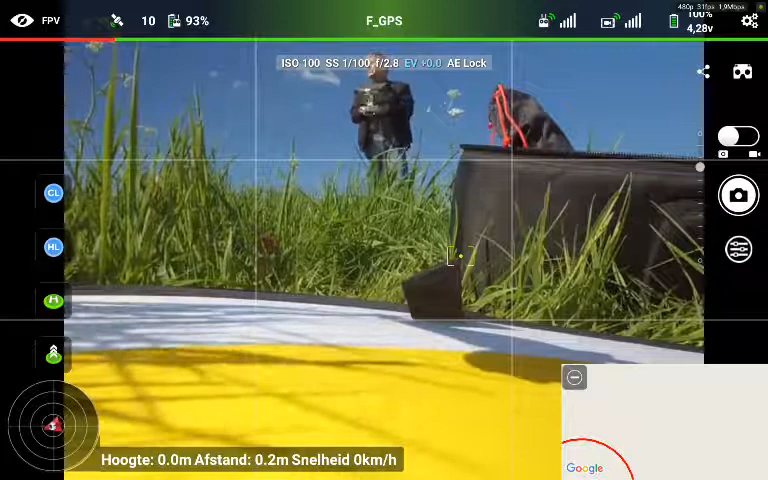 480p 31fps 1,9Mbps
FPV
10
93%
F_GPS
100%
4,28v
ISO 100 SS 1/100 f/2.8 EV +0.0 AE Lock
CL
HL
H
Hoogte: 0.0m Afstand: 0.2m Snelheid 0km/h
Google